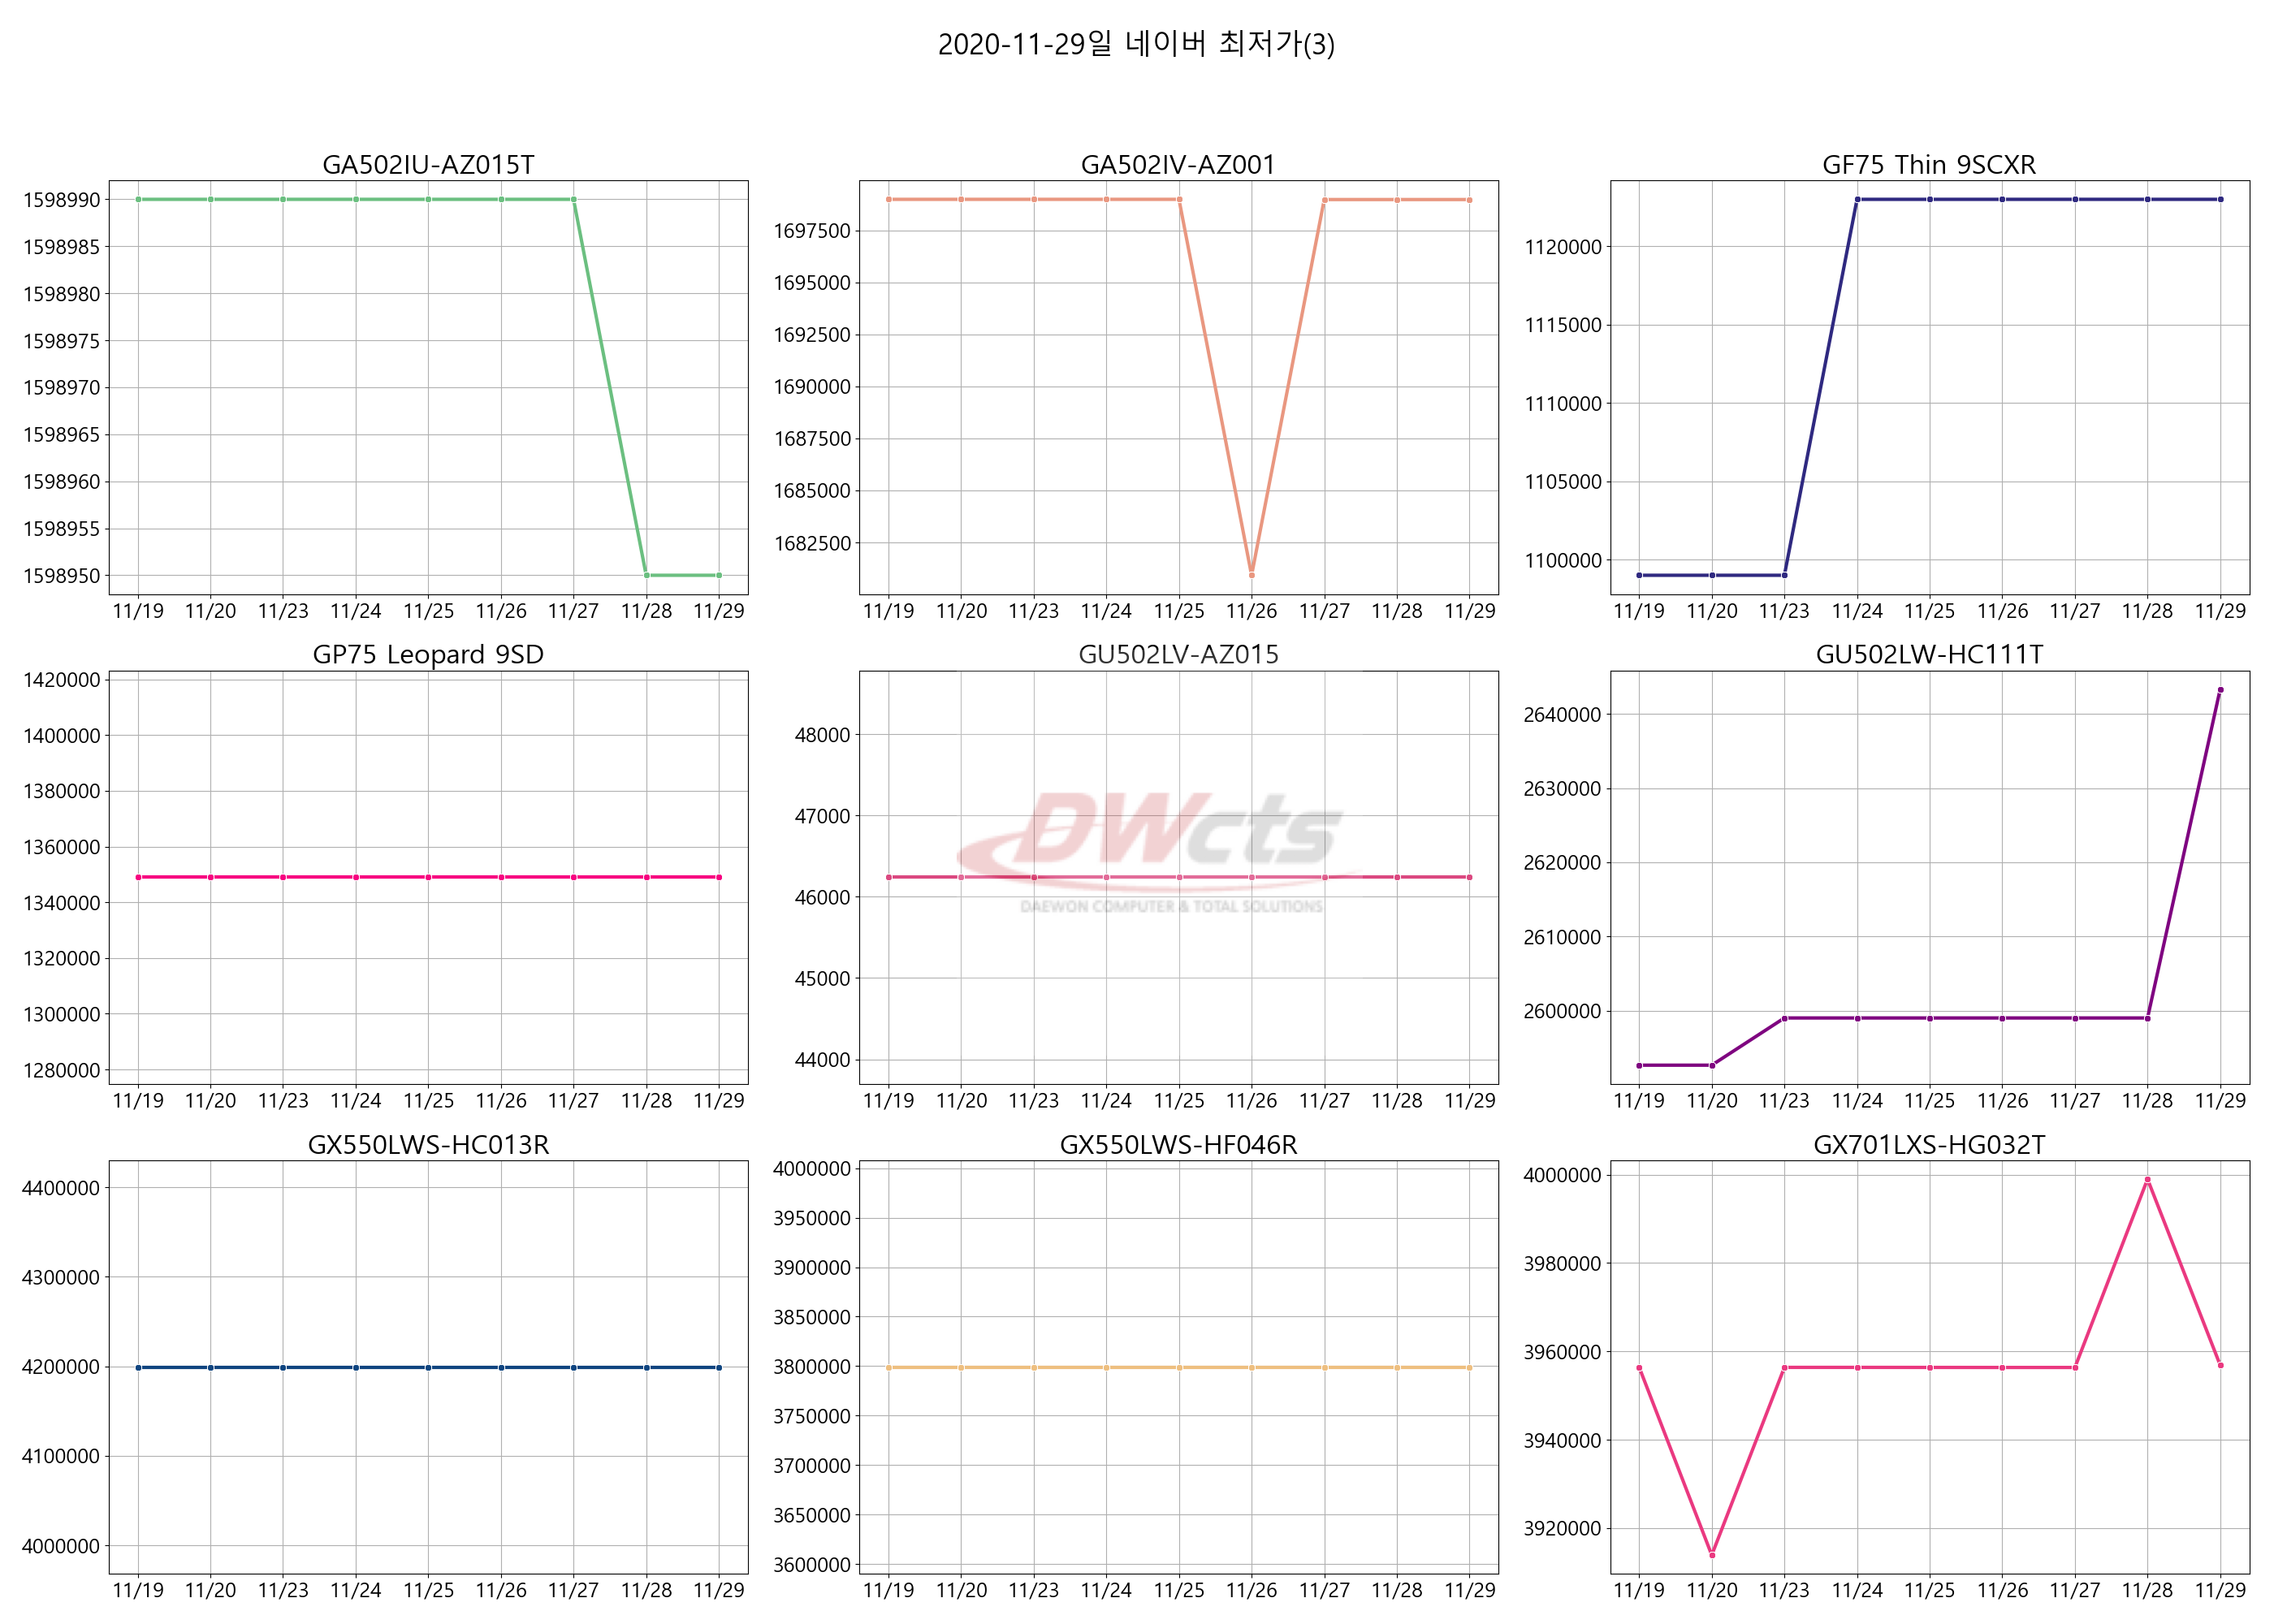 2020-11-29일 네이버 최저가(3)
GA502IU-AZ015T
1598990
1598985
1598980
1598975
1598970
1598965
1598960
1598955
1598950
11/19 11/20 11/23 11/24 11/25 11/26 11/27 11/28 11/29
GA502IV-AZ001
1697500
1695000
1692500
1690000
1687500
1685000
1682500
11/19 11/20 11/23 11/24 11/25 11/26 11/27 11/28 11/29
GF75 Thin 9SCXR
1120000
1115000
1110000
1105000
1100000
11/19 11/20 11/23 11/24 11/25 11/26 11/27 11/28 11/29
GP75 Leopard 9SD
1420000
1400000
1380000
1360000
1340000
1320000
1300000
1280000
11/19 11/20 11/23 11/24 11/25 11/26 11/27 11/28 11/29
GU502LV-AZ015
48000
47000
46000
45000
44000
DWcts
DAEWON COMPUTER & TOTAL SOLUTIONS
11/19 11/20 11/23 11/24 11/25 11/26 11/27 11/28 11/29
GU502LW-HC111T
2640000
2630000
2620000
2610000
2600000
11/19 11/20 11/23 11/24 11/25 11/26 11/27 11/28 11/29
GX550LWS-HC013R
4400000
4300000
4200000
4100000
4000000
11/19 11/20 11/23 11/24 11/25 11/26 11/27 11/28 11/29
GX550LWS-HF046R
4000000
3950000
3900000
3850000
3800000
3750000
3700000
3650000
3600000
11/19 11/20 11/23 11/24 11/25 11/26 11/27 11/28 11/29
GX701LXS-HG032T
4000000
3980000
3960000
3940000
3920000
11/19 11/20 11/23 11/24 11/25 11/26 11/27 11/28 11/29